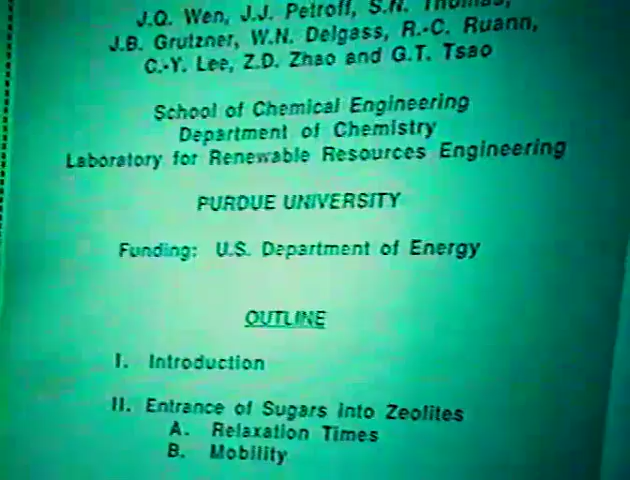 J.Q. Wen, J.J. Petroff, S.N. Thomas,
J.B. Grutzner, W.N. Delgass, R.-C. Ruann,
C.-Y. Lee, Z.D. Zhao and G.T. Tsao
School of Chemical Engineering
Department of Chemistry
Laboratory for Renewable Resources Engineering
PURDUE UNIVERSITY
Funding: U.S. Department of Energy
OUTLINE
I. Introduction
II. Entrance of Sugars into Zeolites
A. Relaxation Times
B. Mobility